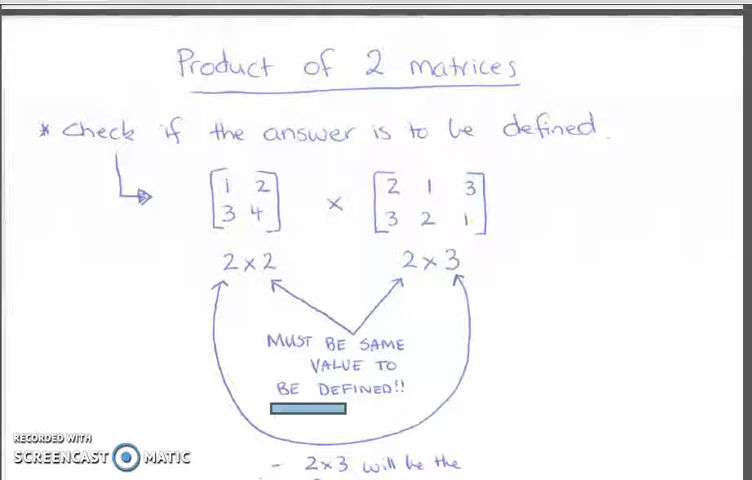 Product of 2 matrices
* Check if the answer is to be defined.
[1 2 × [2 1 3
3 4] 3 2 1]
2×2 2×3
MUST BE SAME
VALUE TO
BE DEFINED!!
RECORDED WITH
SCREENCAST MATIC
- 2×3 will be the